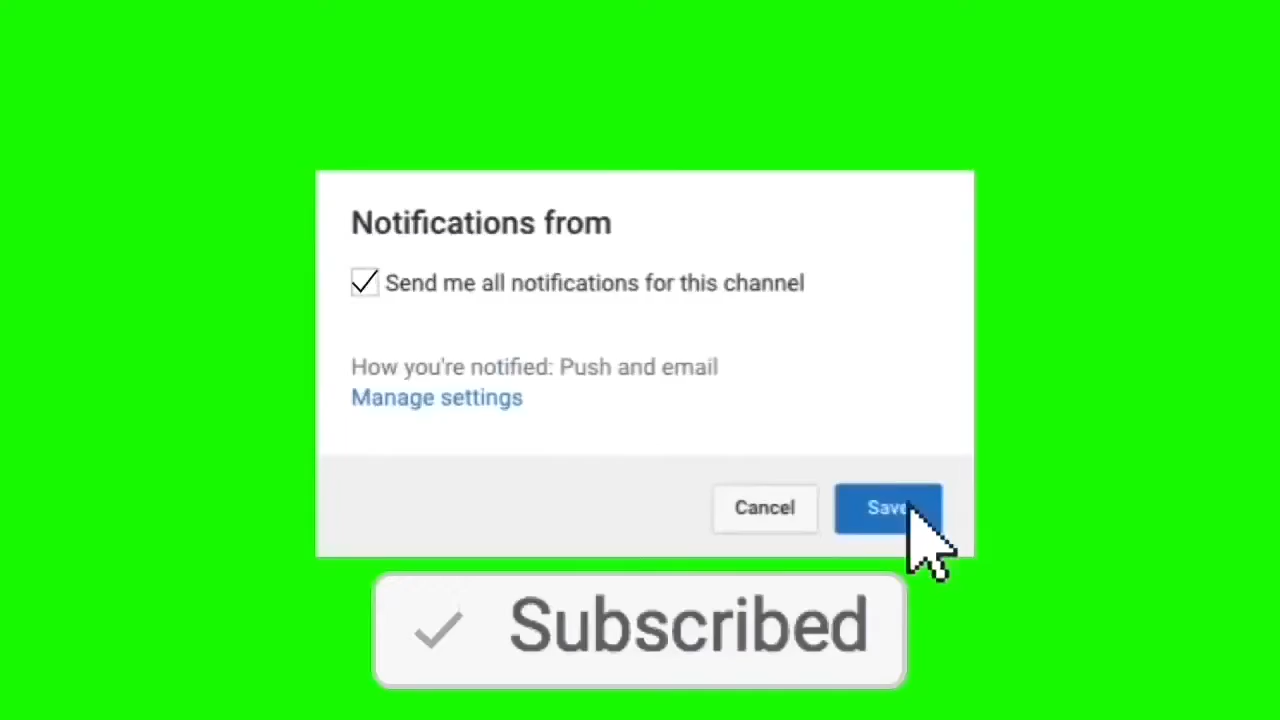 Notifications from
Send me all notifications for this channel
How you're notified: Push and email
Manage settings
Cancel
Save
Subscribed